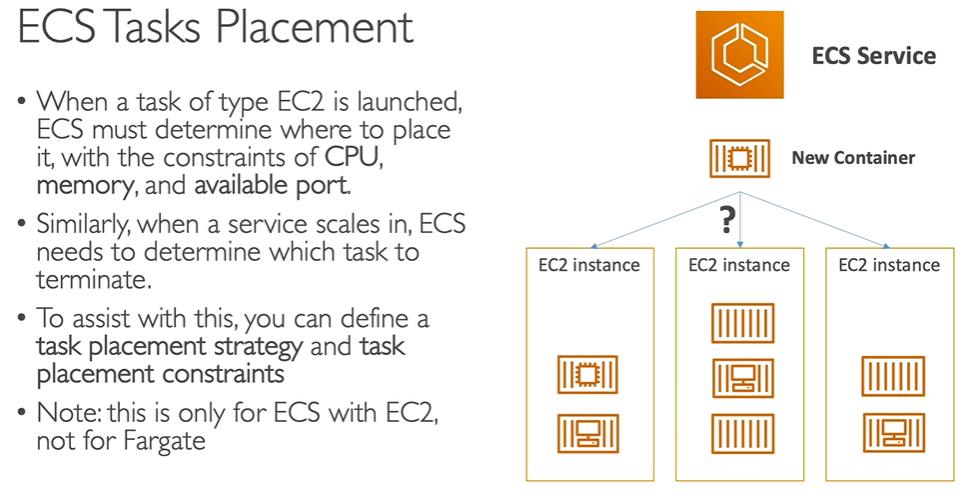 ECS Tasks Placement
• When a task of type EC2 is launched,
ECS must determine where to place
it, with the constraints of CPU,
memory, and available port.
• Similarly, when a service scales in, ECS
needs to determine which task to
terminate.
• To assist with this, you can define a
task placement strategy and task
placement constraints
• Note: this is only for ECS with EC2,
not for Fargate
ECS Service
New Container
?
EC2 instance
EC2 instance
EC2 instance